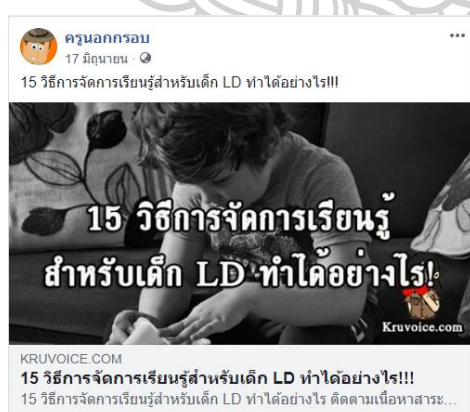 ครูนอกกรอบ
17 มิถุนายน ·
15 วิธีการจัดการเรียนรู้สำหรับเด็ก LD ทำได้อย่างไร!!!
15 วิธีการจัดการเรียนรู้
สำหรับเด็ก LD ทำได้อย่างไร!
Kruvoice.com
KRUVOICE.COM
15 วิธีการจัดการเรียนรู้สำหรับเด็ก LD ทำได้อย่างไร!!!
15 วิธีการจัดการเรียนรู้สำหรับเด็ก LD ทำได้อย่างไร ติดตามเนื้อหาสาระ...